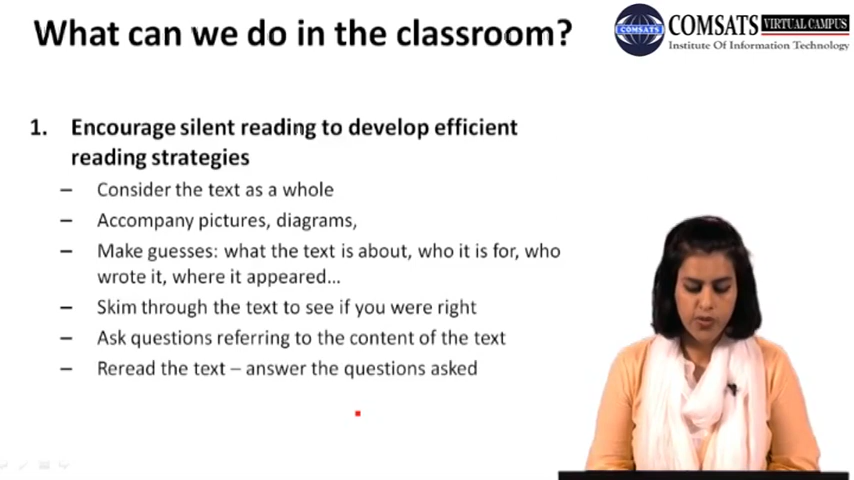 What can we do in the classroom?
COMSATS VIRTUAL CAMPUS
Institute Of Information Technology
COMSATS
1. Encourage silent reading to develop efficient
reading strategies
– Consider the text as a whole
– Accompany pictures, diagrams,
– Make guesses: what the text is about, who it is for, who
wrote it, where it appeared...
– Skim through the text to see if you were right
– Ask questions referring to the content of the text
– Reread the text – answer the questions asked